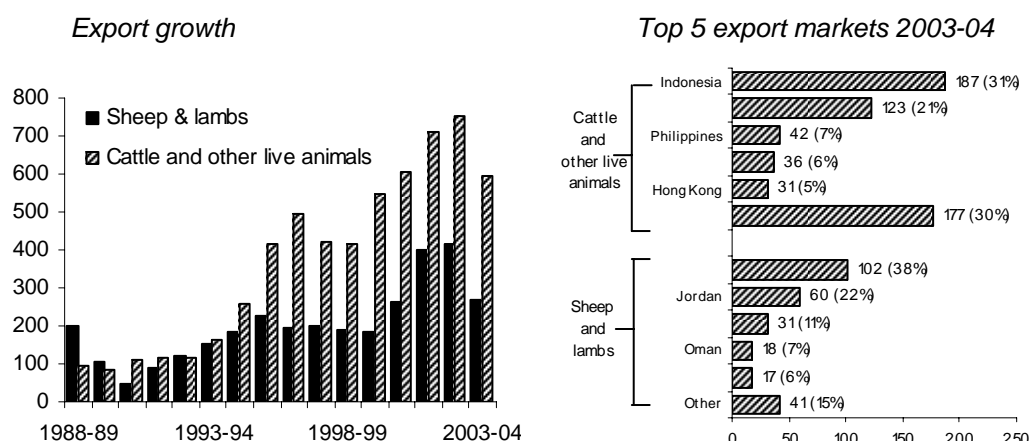 Export growth
800
700
600
500
400
300
200
100
0
Sheep & lambs
Cattle and other live animals
1988-89 1993-94 1998-99 2003-04
Top 5 export markets 2003-04
Cattle
and
other live
animals
Indonesia 187 (31%)
123 (21%)
Philippines 42 (7%)
36 (6%)
Hong Kong 31 (5%)
177 (30%)
Sheep
and
lambs
102 (38%)
Jordan 60 (22%)
31 (11%)
Oman 18 (7%)
17 (6%)
Other 41 (15%)
0 50 100 150 200 250